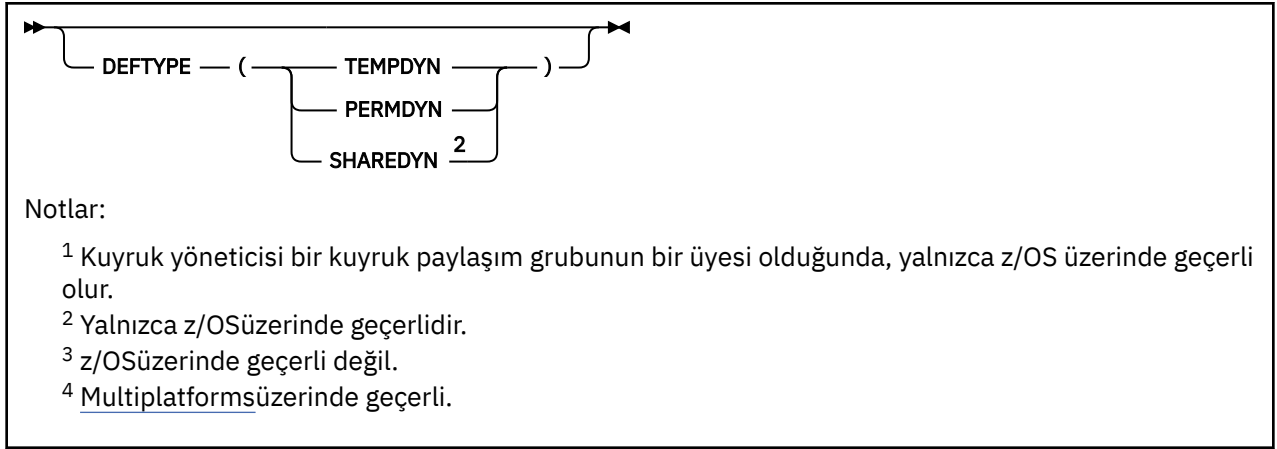 DEFTYPE ( TEMPDYN )
PERMDYN
SHAREDYN 2
Notlar:
1 Kuyruk yöneticisi bir kuyruk paylaşım grubunun bir üyesi olduğunda, yalnızca z/OS üzerinde geçerli
olur.
2 Yalnızca z/OSüzerinde geçerlidir.
3 z/OSüzerinde geçerli değil.
4 Multiplatformsüzerinde geçerli.